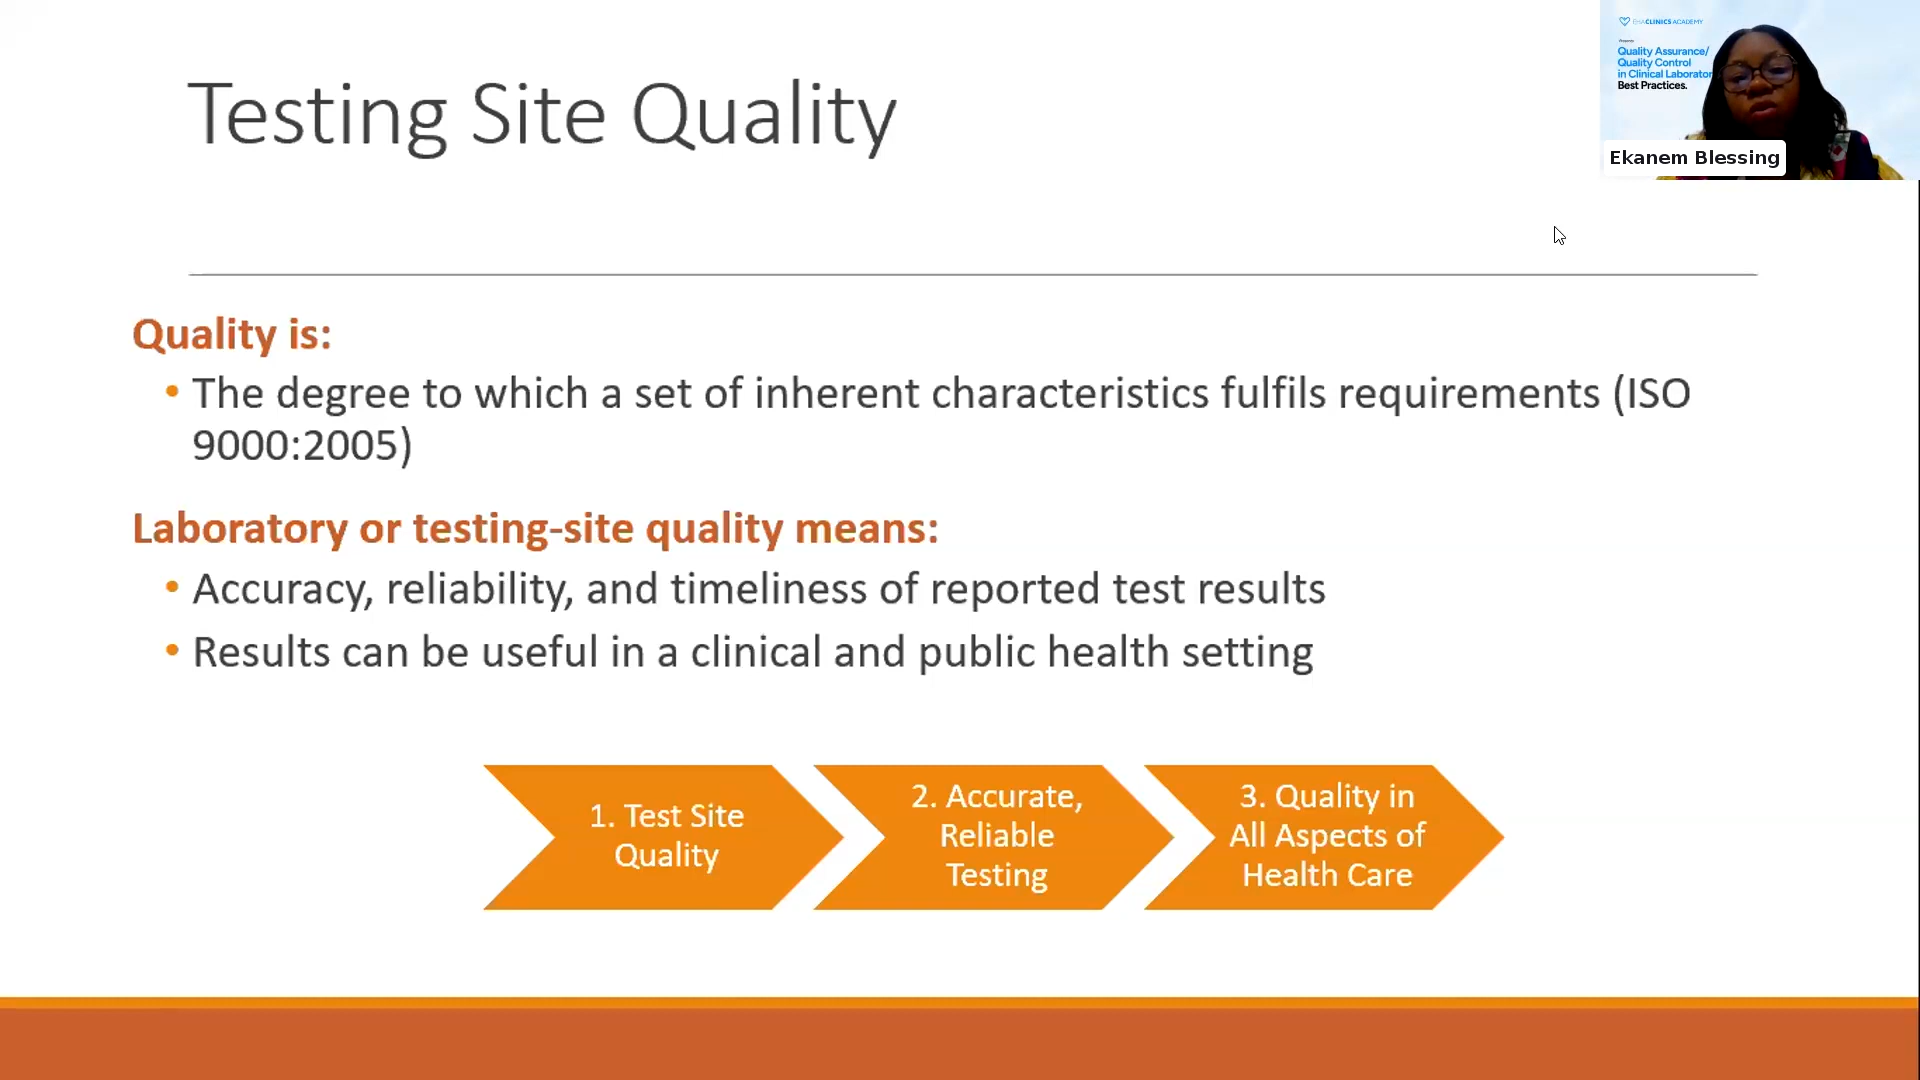 Testing Site Quality
EHACLINICS ACADEMY
Presents
Quality Assurance/
Quality Control
in Clinical Laborator
Best Practices.
Ekanem Blessing
Quality is:
• The degree to which a set of inherent characteristics fulfils requirements (ISO
9000:2005)
Laboratory or testing-site quality means:
• Accuracy, reliability, and timeliness of reported test results
• Results can be useful in a clinical and public health setting
1. Test Site
Quality
2. Accurate,
Reliable
Testing
3. Quality in
All Aspects of
Health Care